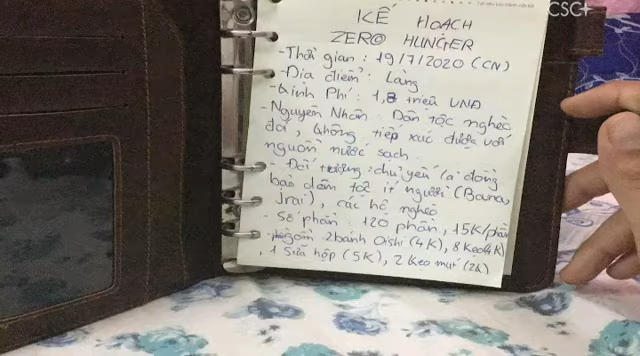 CSC+
KẾ HOẠCH
ZERO HUNGER
- Thời gian : 19/7/2020 (CN)
- Địa điểm : Làng
- Kinh Phí : 1,8 triệu VNĐ
- Nguyên Nhân : Dân tộc nghèo
đói, không tiếp xúc được với
nguồn nước sạch.
- Đối tượng chủ yếu là đồng
bào dân tộc ít người (Bana,
Jrai), các hộ nghèo
- Số phần : 120 phần, 15K/phần
gồm 2 bánh Oishi (4K), 8 kẹo (4K)
, 1 Sữa hộp (5K), 2 kẹo mút (2k)